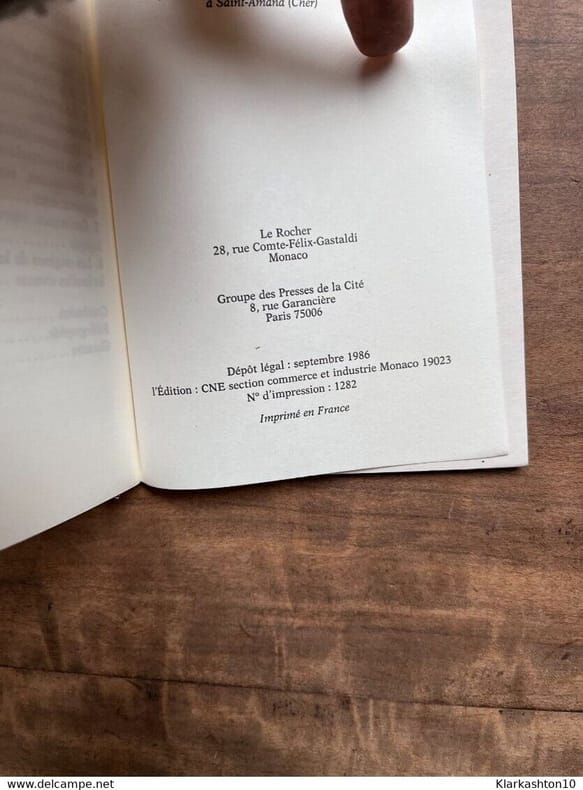 à Saint-Amand (Cher)
Le Rocher
28, rue Comte-Félix-Gastaldi
Monaco
Groupe des Presses de la Cité
8, rue Garancière
Paris 75006
Dépôt légal : septembre 1986
l'Édition : CNE section commerce et industrie Monaco 19023
N° d'impression : 1282
Imprimé en France
www.delcampe.net
Klarkashton10